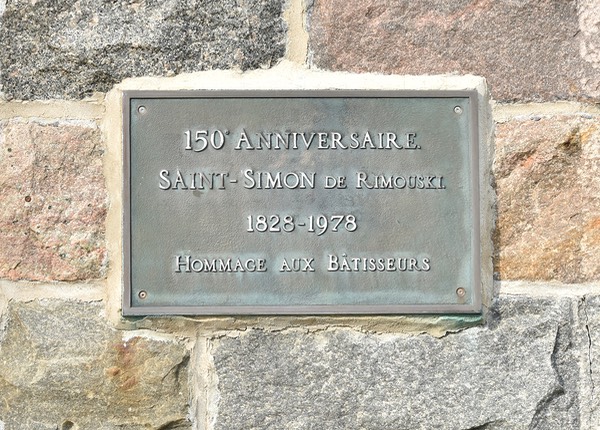 150e ANNIVERSAIRE.
SAINT-SIMON DE RIMOUSKI.
1828-1978
HOMMAGE AUX BÂTISSEURS